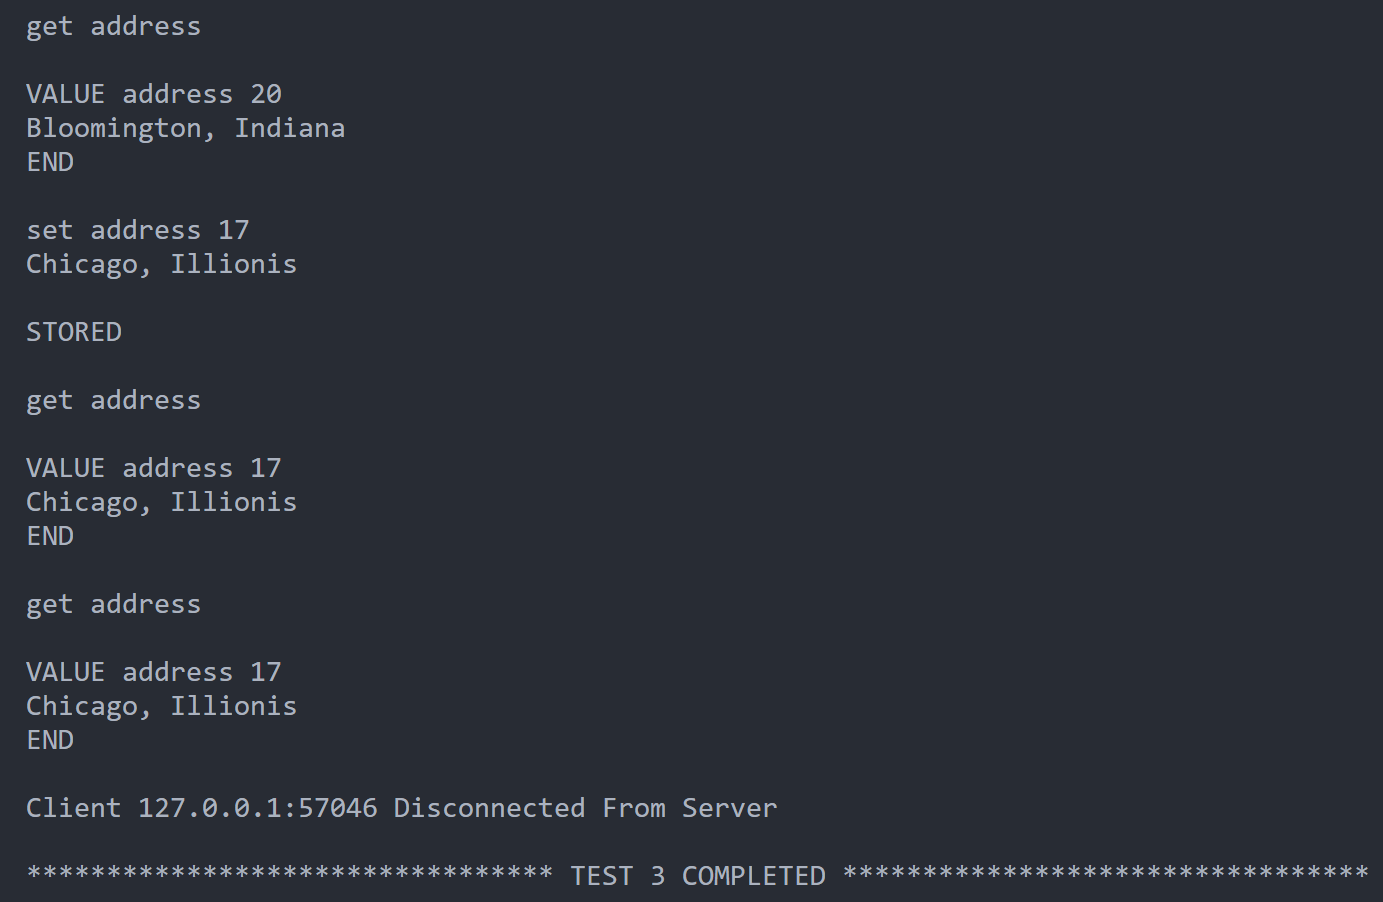 get address
VALUE address 20
Bloomington, Indiana
END
set address 17
Chicago, Illionis
STORED
get address
VALUE address 17
Chicago, Illionis
END
get address
VALUE address 17
Chicago, Illionis
END
Client 127.0.0.1:57046 Disconnected From Server
********************************* TEST 3 COMPLETED *********************************